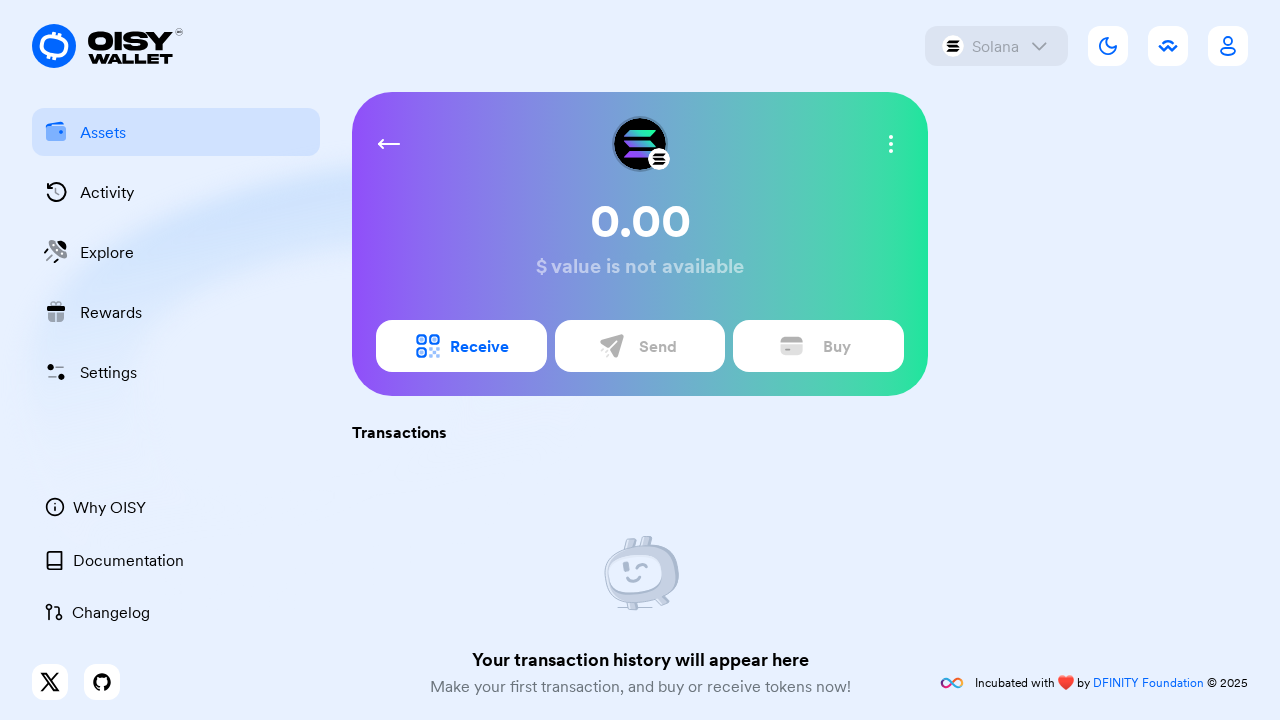 OISY
WALLET
Solana
Assets
Activity
Explore
Rewards
Settings
0.00
$ value is not available
Receive
Send
Buy
Transactions
Why OISY
Documentation
Changelog
Your transaction history will appear here
Make your first transaction, and buy or receive tokens now!
Incubated with ❤️ by DFINITY Foundation © 2025